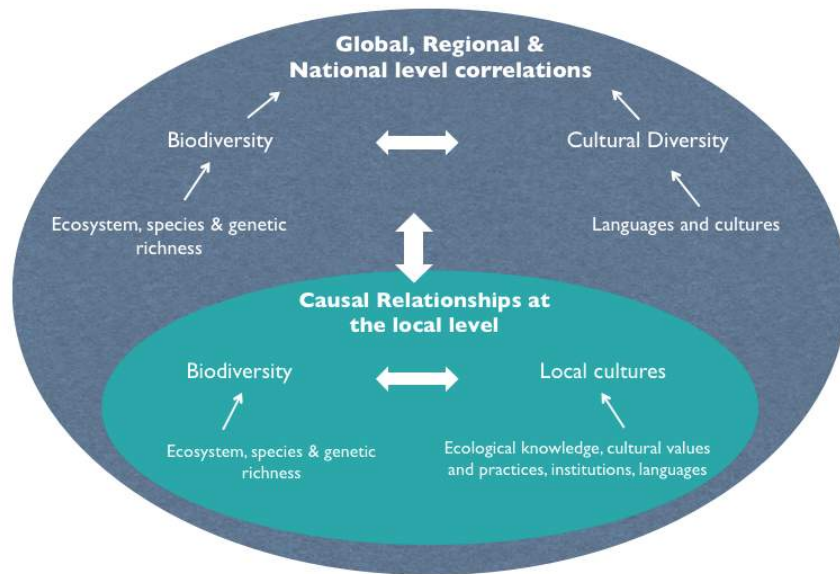 Global, Regional &
National level correlations
Biodiversity
Cultural Diversity
Ecosystem, species & genetic
richness
Languages and cultures
Causal Relationships at
the local level
Biodiversity
Local cultures
Ecosystem, species & genetic
richness
Ecological knowledge, cultural values
and practices, institutions, languages